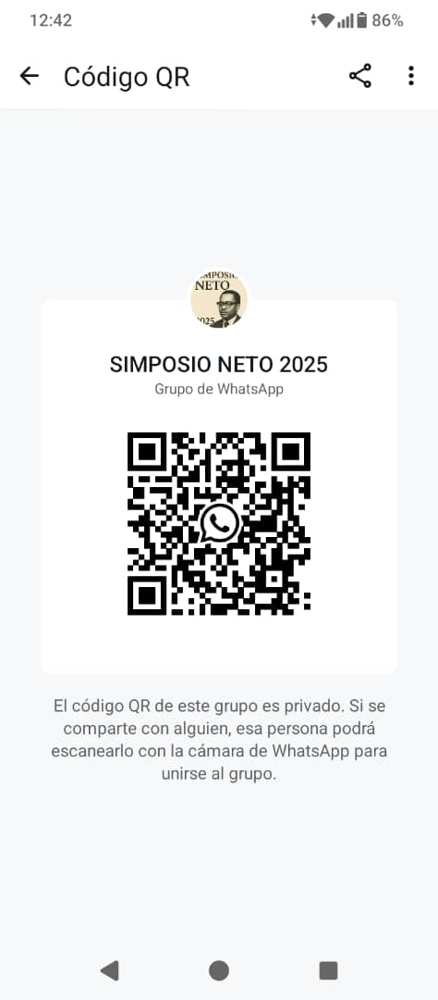 12:42
86%
Código QR
SIMPOSIO
NETO
2025
SIMPOSIO NETO 2025
Grupo de WhatsApp
El código QR de este grupo es privado. Si se
comparte con alguien, esa persona podrá
escanearlo con la cámara de WhatsApp para
unirse al grupo.